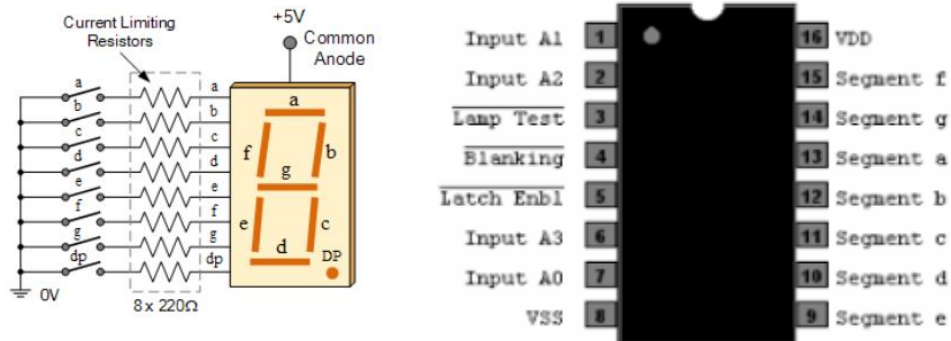 Current Limiting
Resistors
+5V
Common
Anode
a
b
c
d
e
f
g
dp
a
b
c
d
e
f
g
dp
a
f
b
g
e
c
d
DP
0V
8 x 220Ω
Input A1 1
Input A2 2
Lamp Test 3
Blanking 4
Latch Enbl 5
Input A3 6
Input A0 7
VSS 8
16 VDD
15 Segment f
14 Segment g
13 Segment a
12 Segment b
11 Segment c
10 Segment d
9 Segment e